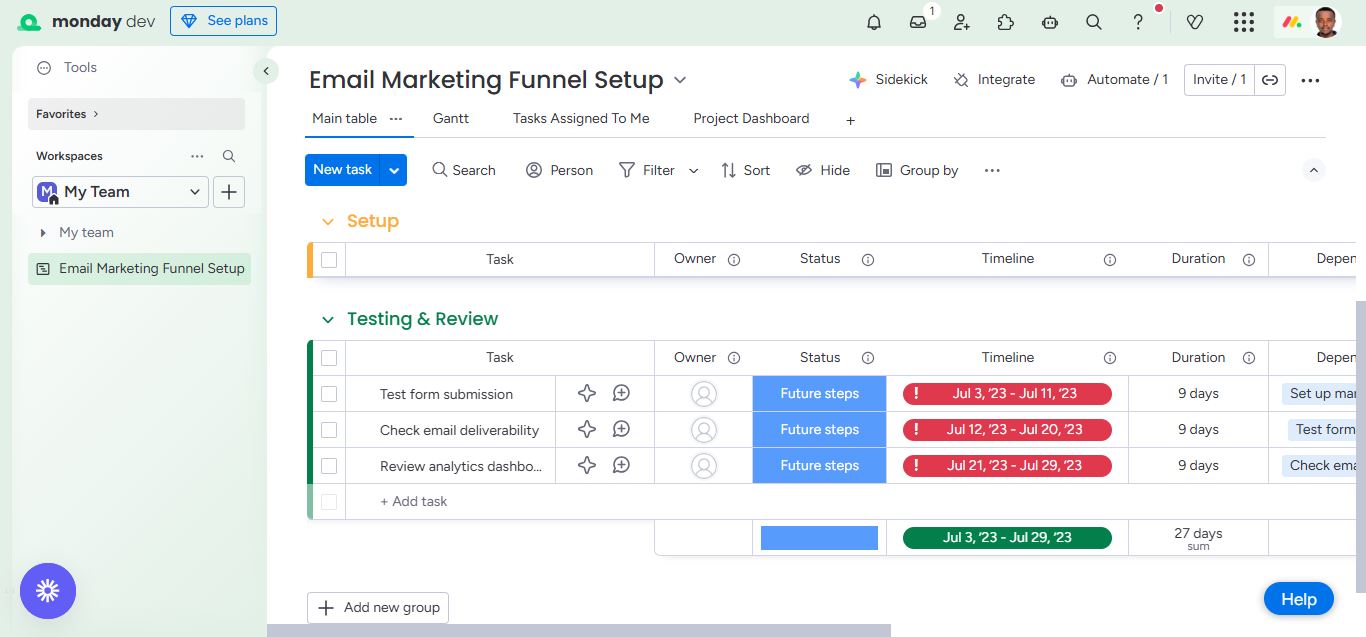 monday dev
See plans
1
Tools
Favorites
Workspaces
M
My Team
My team
Email Marketing Funnel Setup
Email Marketing Funnel Setup
Sidekick
Integrate
Automate / 1
Invite / 1
Main table
Gantt
Tasks Assigned To Me
Project Dashboard
+
New task
Search
Person
Filter
Sort
Hide
Group by
Setup
Task Owner Status Timeline Duration Depen
Testing & Review
Task Owner Status Timeline Duration Depen
Test form submission Future steps ! Jul 3, '23 - Jul 11, '23 9 days Set up mar
Check email deliverability Future steps ! Jul 12, '23 - Jul 20, '23 9 days Test form
Review analytics dashbo... Future steps ! Jul 21, '23 - Jul 29, '23 9 days Check ema
+ Add task
Jul 3, '23 - Jul 29, '23 27 days
sum
Add new group
Help